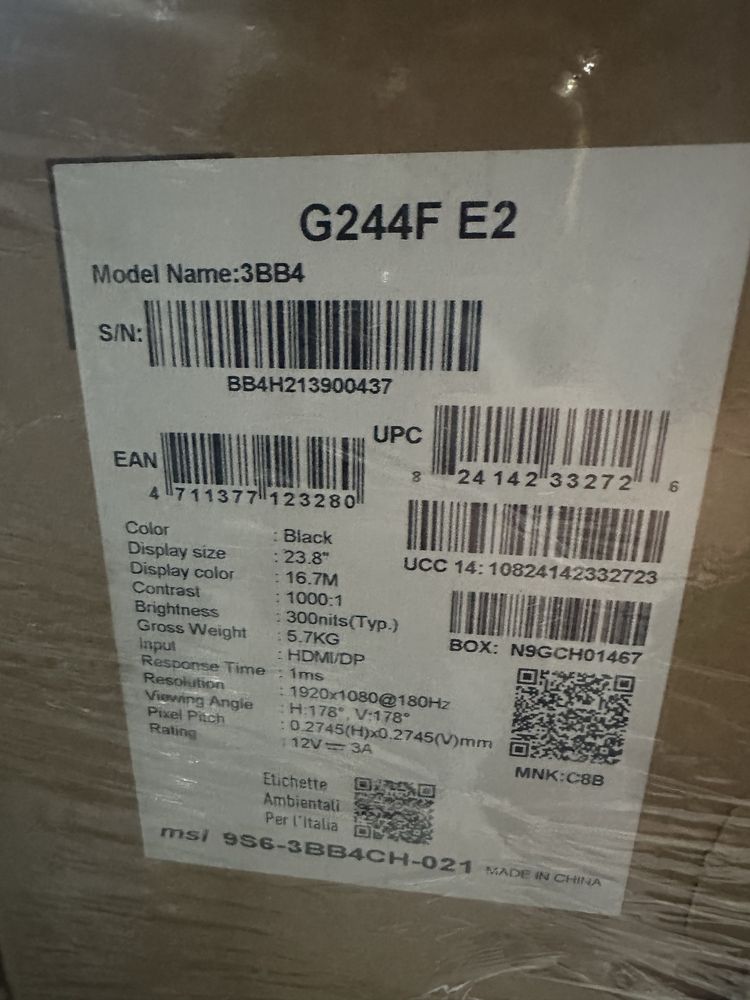 G244F E2
Model Name:3BB4
S/N:
BB4H213900437
EAN
4 711377 123280
UPC
8 24142 33272 6
UCC 14: 10824142332723
BOX: N9GCH01467
MNK:C8B
Color : Black
Display size : 23.8"
Display color : 16.7M
Contrast : 1000:1
Brightness : 300nits(Typ.)
Gross Weight : 5.7KG
Input : HDMI/DP
Response Time : 1ms
Resolution : 1920x1080@180Hz
Viewing Angle : H:178°, V:178°
Pixel Pitch : 0.2745(H)x0.2745(V)mm
Rating : 12V⎓3A
Etichette
Ambientali
Per l'Italia
msi 9S6-3BB4CH-021 MADE IN CHINA